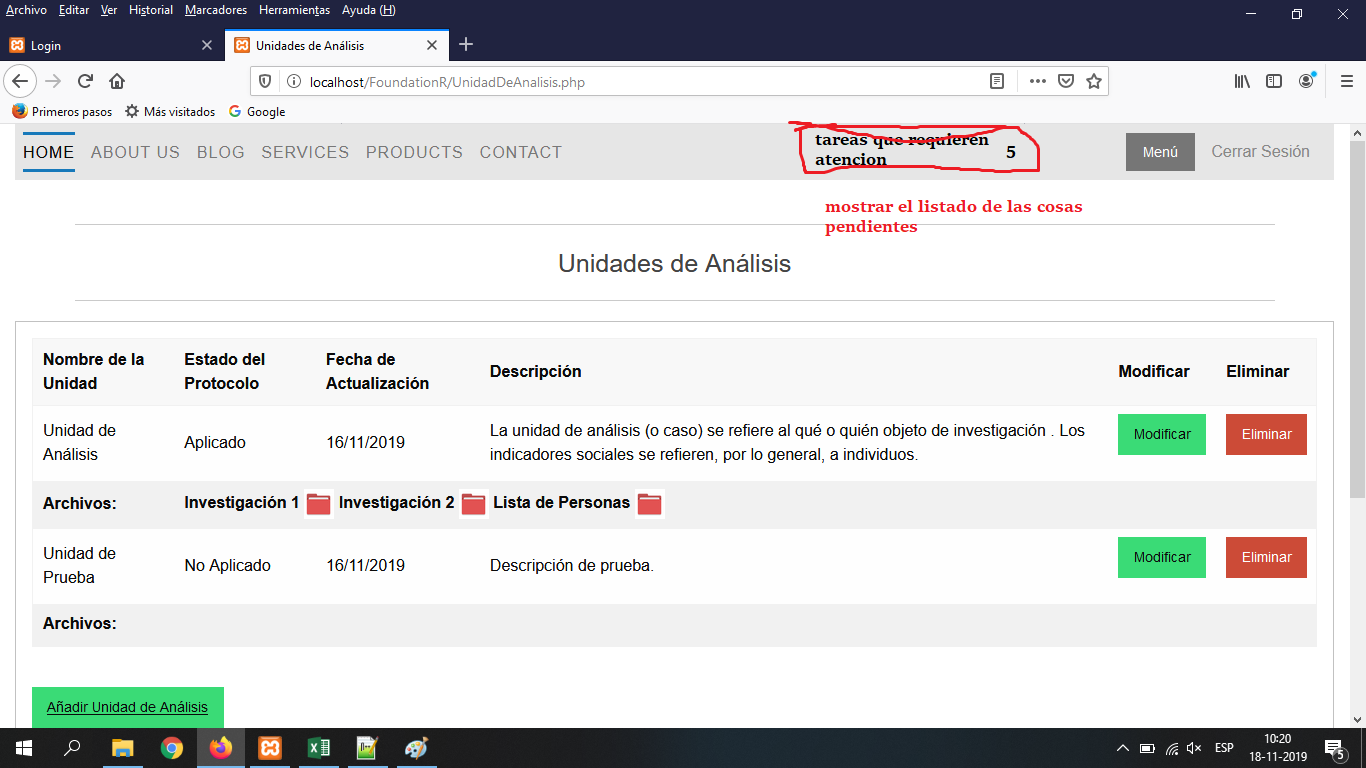 Archivo Editar Ver Historial Marcadores Herramientas Ayuda (H)
Login
Unidades de Análisis
localhost/FoundationR/UnidadDeAnalisis.php
Primeros pasos Más visitados Google
HOME ABOUT US BLOG SERVICES PRODUCTS CONTACT
tareas que requieren
atencion 5
Menú Cerrar Sesión
mostrar el listado de las cosas
pendientes
Unidades de Análisis
Nombre de la
Unidad
Estado del
Protocolo
Fecha de
Actualización
Descripción
Modificar
Eliminar
Unidad de
Análisis
Aplicado
16/11/2019
La unidad de análisis (o caso) se refiere al qué o quién objeto de investigación . Los
indicadores sociales se refieren, por lo general, a individuos.
Modificar
Eliminar
Archivos: Investigación 1 Investigación 2 Lista de Personas
Unidad de
Prueba
No Aplicado
16/11/2019
Descripción de prueba.
Modificar
Eliminar
Archivos:
Añadir Unidad de Análisis
ESP
10:20
18-11-2019
5